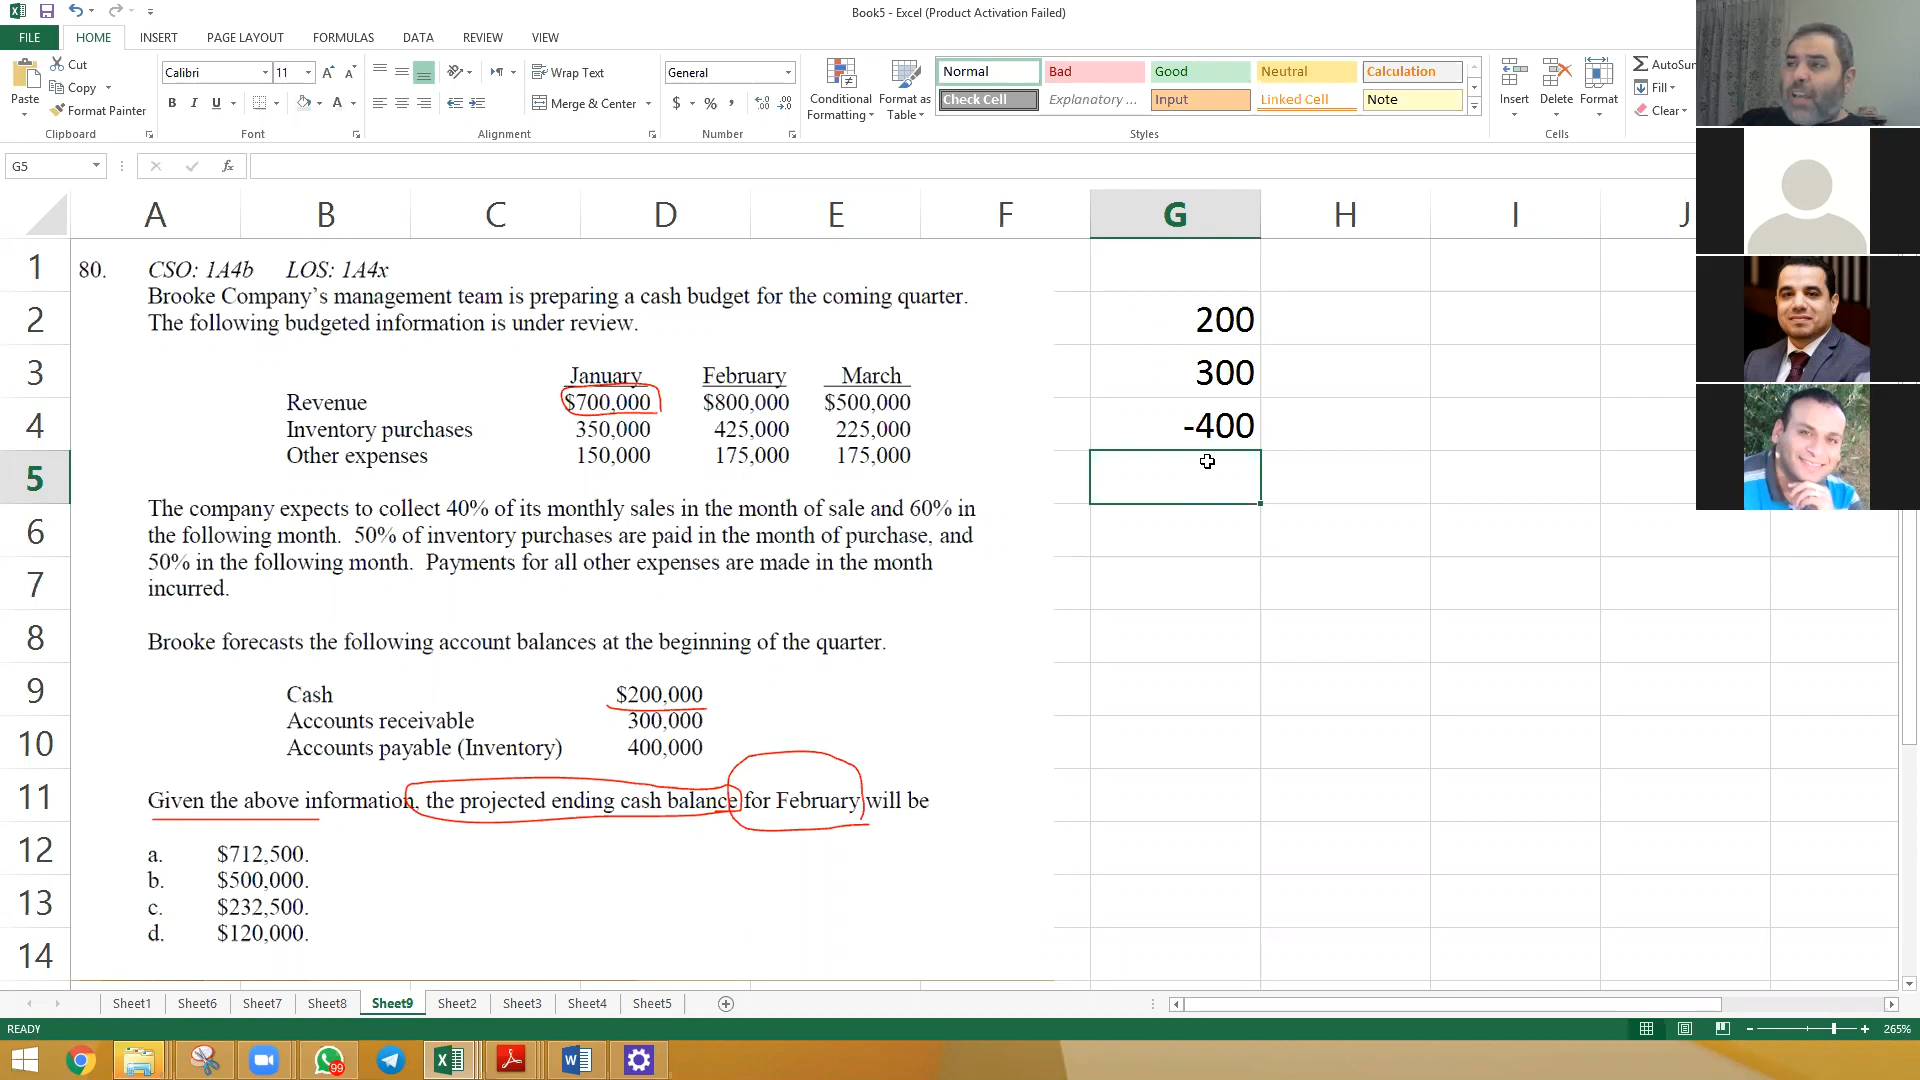 Book5 - Excel (Product Activation Failed)
FILE HOME INSERT PAGE LAYOUT FORMULAS DATA REVIEW VIEW
Paste
Cut
Copy
Format Painter
Clipboard
Calibri 11
B I U
Font
Wrap Text
Merge & Center
Alignment
General
$ % ,
Number
Conditional Formatting
Format as Table
Normal Bad Good Neutral Calculation
Check Cell Explanatory ... Input Linked Cell Note
Styles
Insert Delete Format
Cells
AutoSum
Fill
Clear
G5
fx
A B C D E F G H I J
1
2
3
4
5
6
7
8
9
10
11
12
13
14
80. CSO: 1A4b LOS: 1A4x
Brooke Company’s management team is preparing a cash budget for the coming quarter.
The following budgeted information is under review.
January February March
Revenue $700,000 $800,000 $500,000
Inventory purchases 350,000 425,000 225,000
Other expenses 150,000 175,000 175,000
The company expects to collect 40% of its monthly sales in the month of sale and 60% in
the following month. 50% of inventory purchases are paid in the month of purchase, and
50% in the following month. Payments for all other expenses are made in the month
incurred.
Brooke forecasts the following account balances at the beginning of the quarter.
Cash $200,000
Accounts receivable 300,000
Accounts payable (Inventory) 400,000
Given the above information, the projected ending cash balance for February will be
a. $712,500.
b. $500,000.
c. $232,500.
d. $120,000.
200
300
-400
Sheet1 Sheet6 Sheet7 Sheet8 Sheet9 Sheet2 Sheet3 Sheet4 Sheet5
READY
265%
99